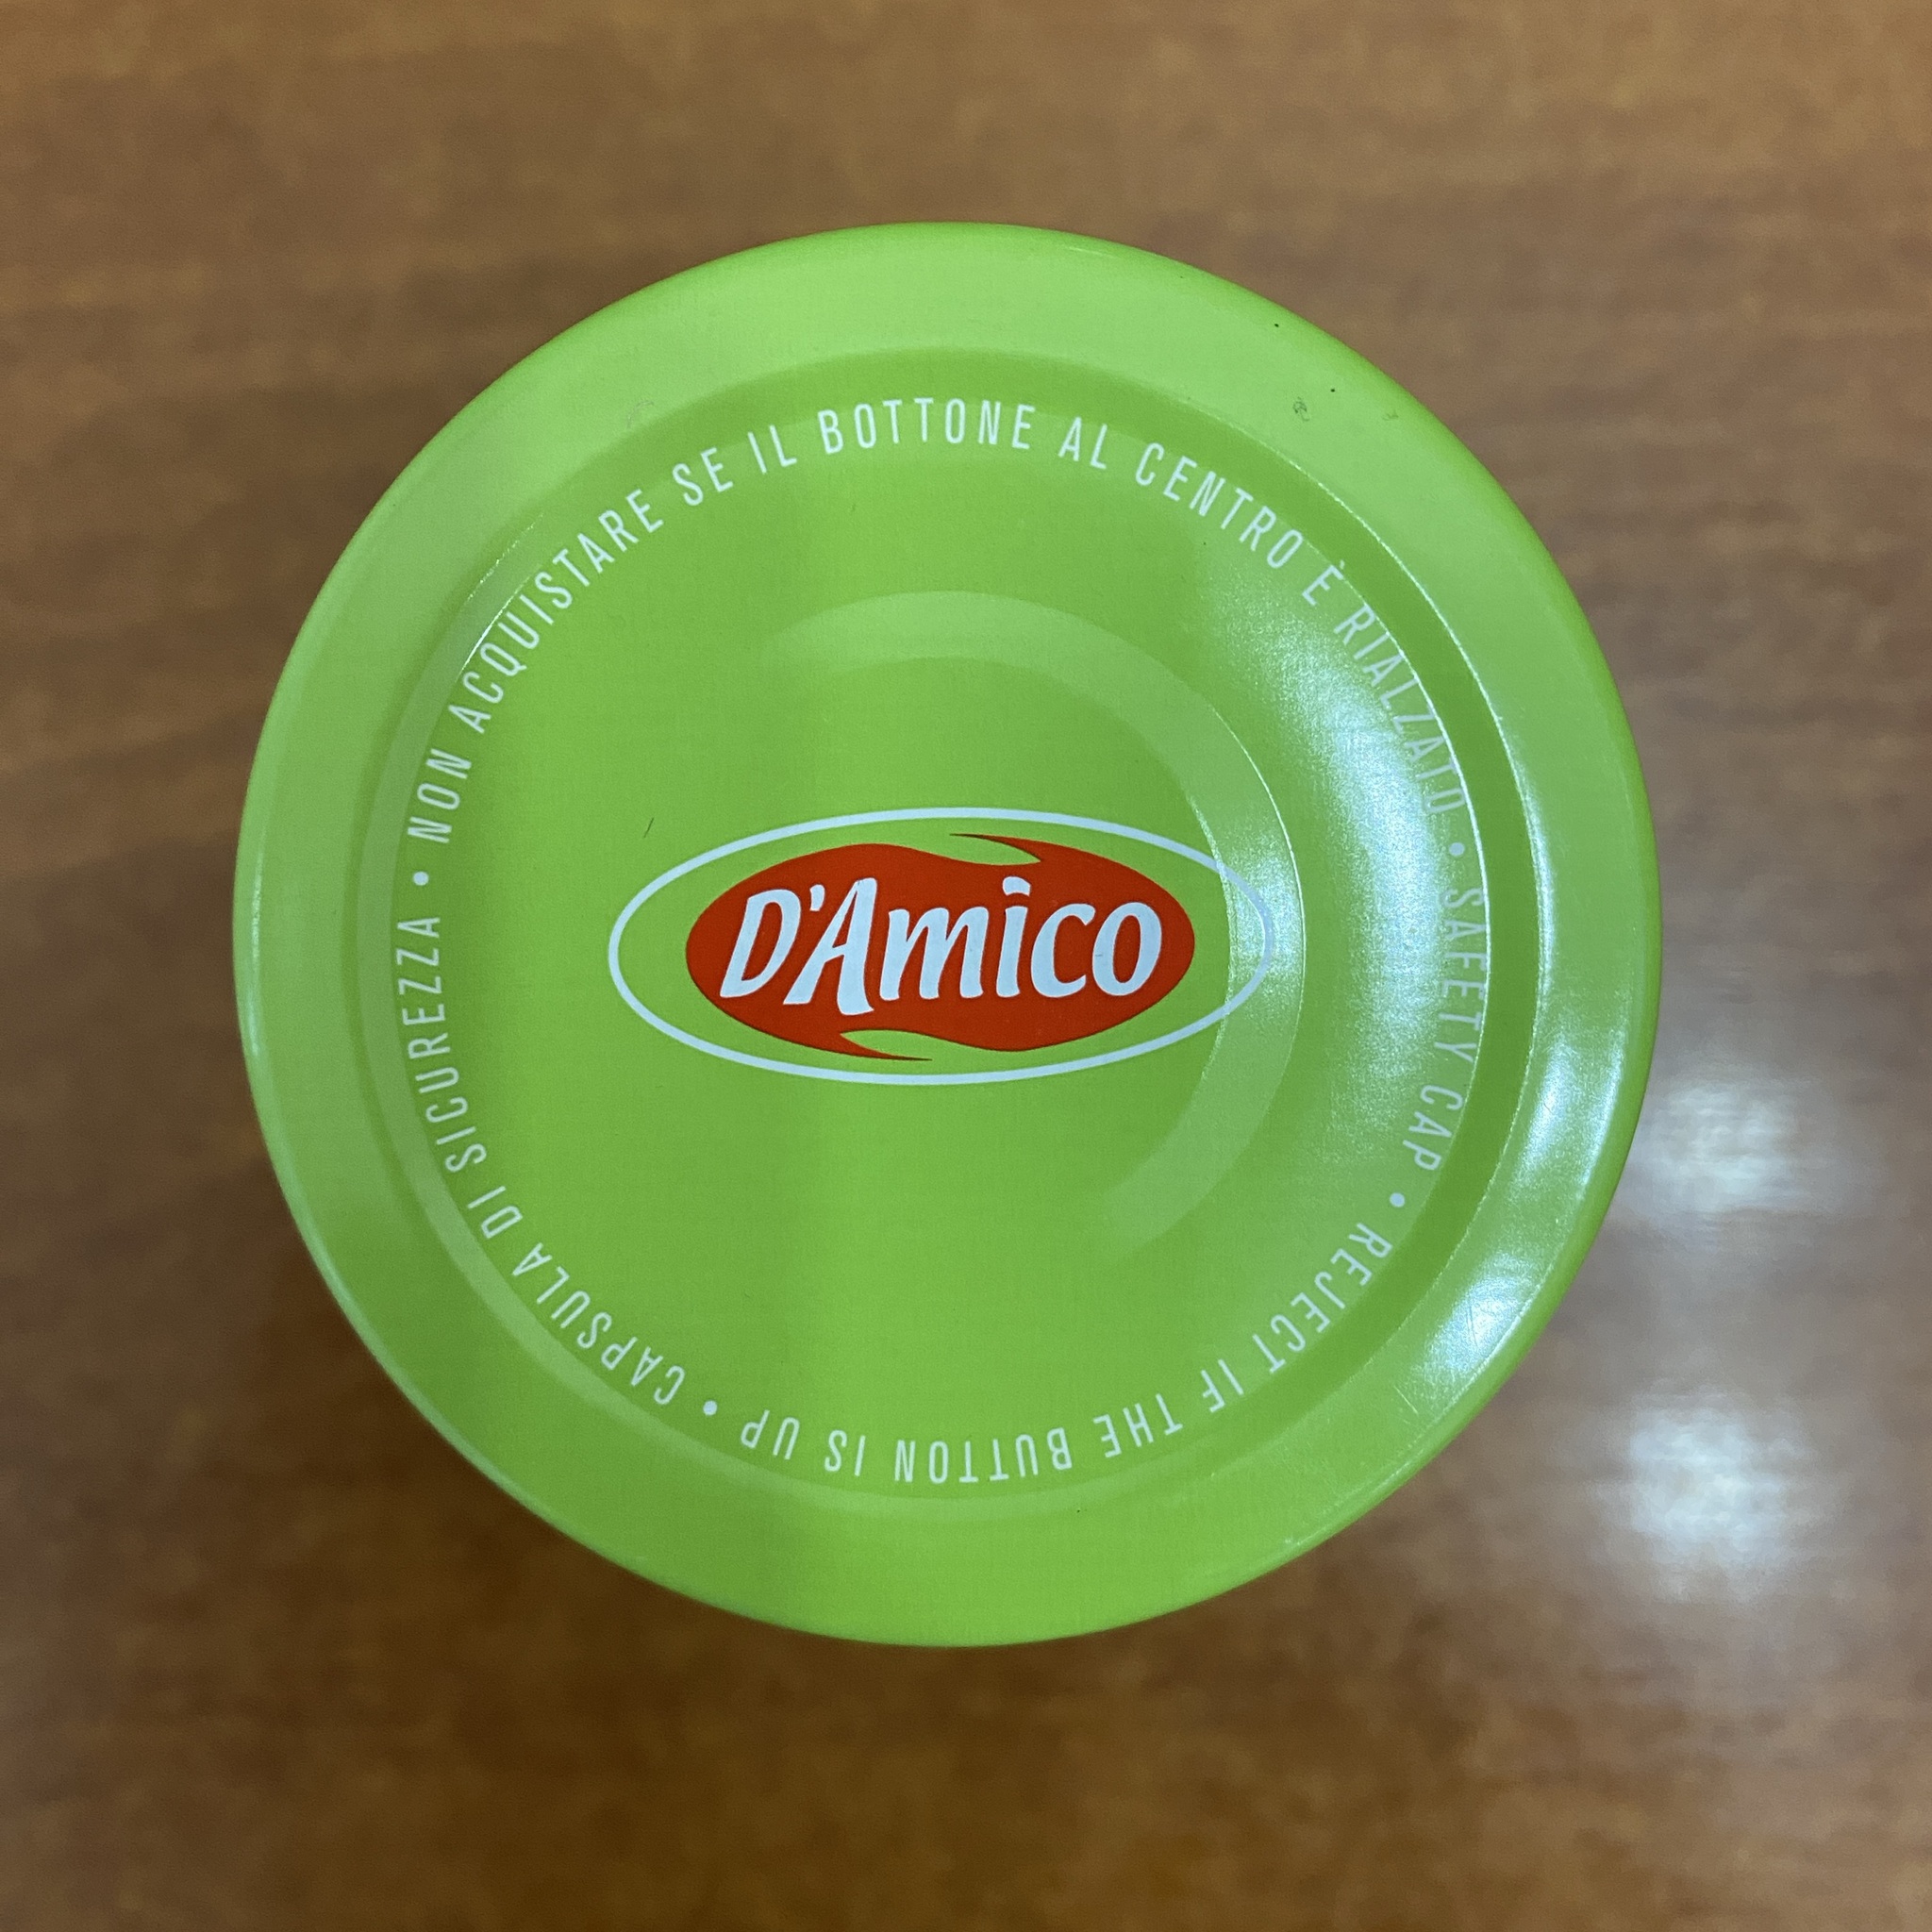 D'Amico
CAPSULA DI SICUREZZA • NON ACQUISTARE SE IL BOTTONE AL CENTRO È RIALZATO • SAFETY CAP • REJECT IF THE BUTTON IS UP •